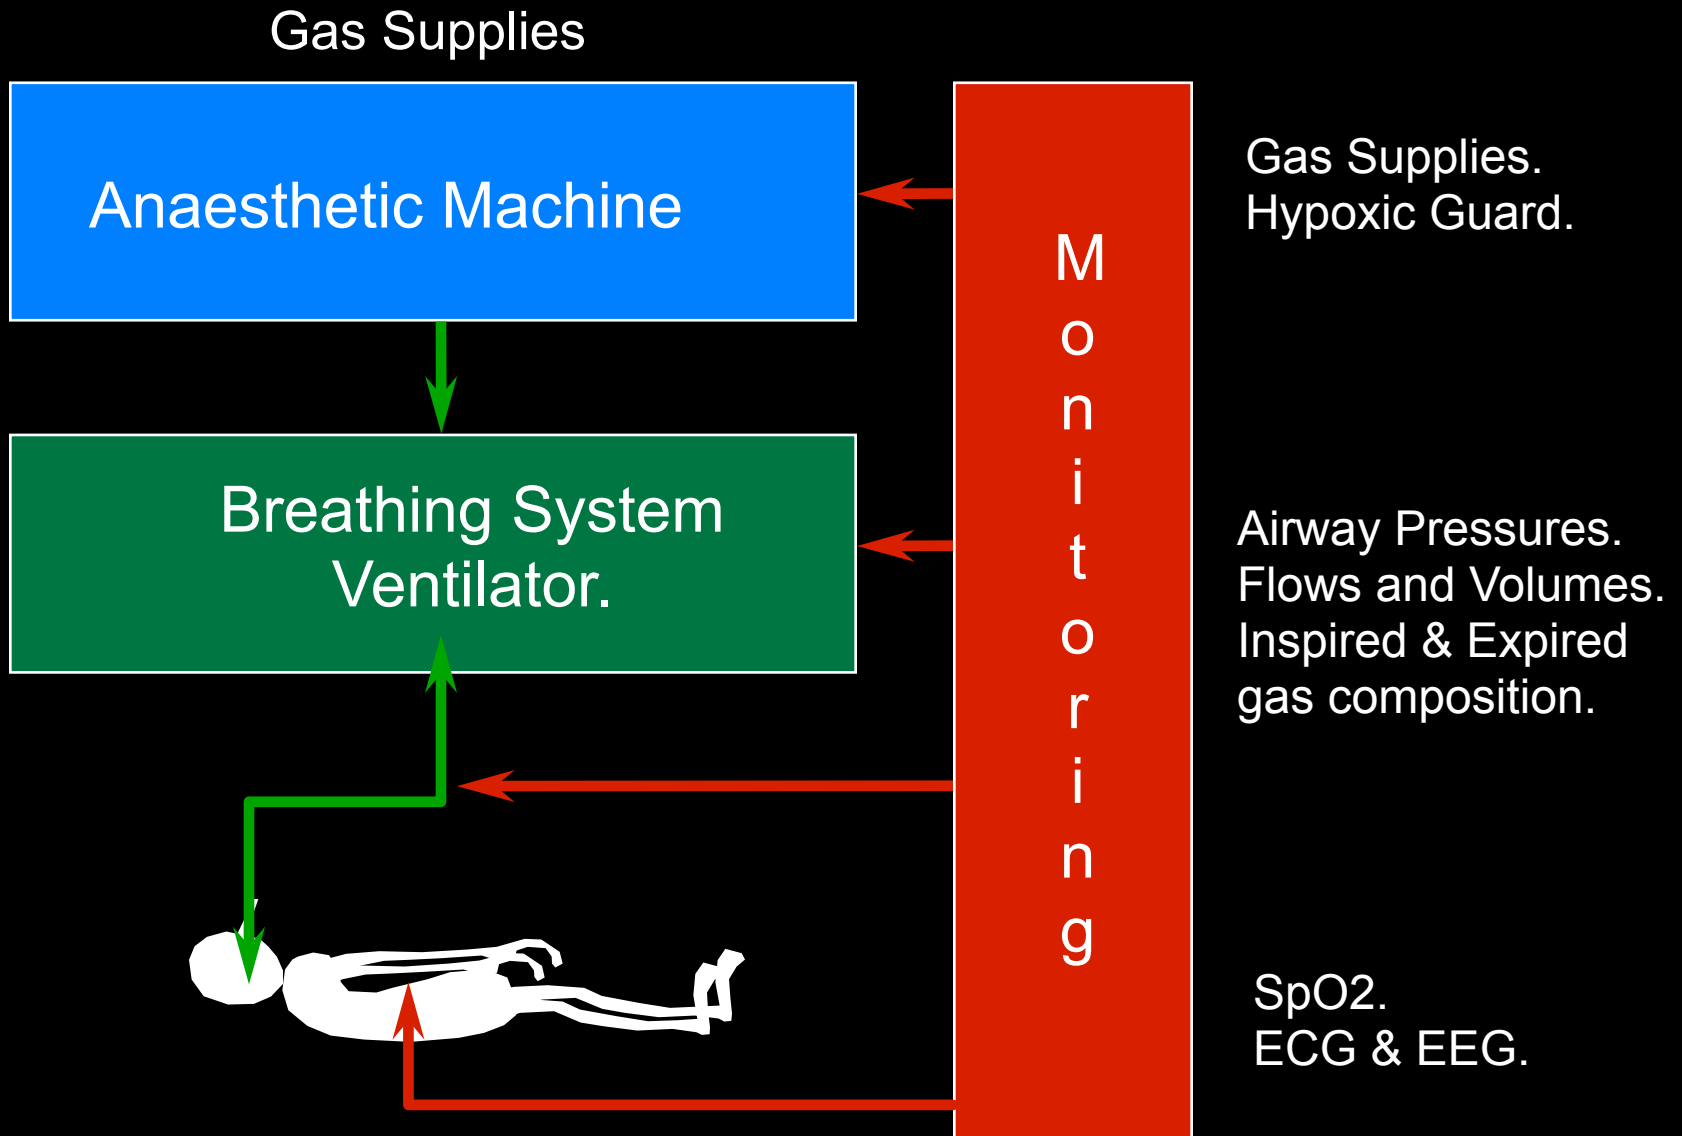 Gas Supplies
Anaesthetic Machine
Breathing System
Ventilator.
Monitoring
Gas Supplies.
Hypoxic Guard.
Airway Pressures.
Flows and Volumes.
Inspired & Expired
gas composition.
SpO2.
ECG & EEG.